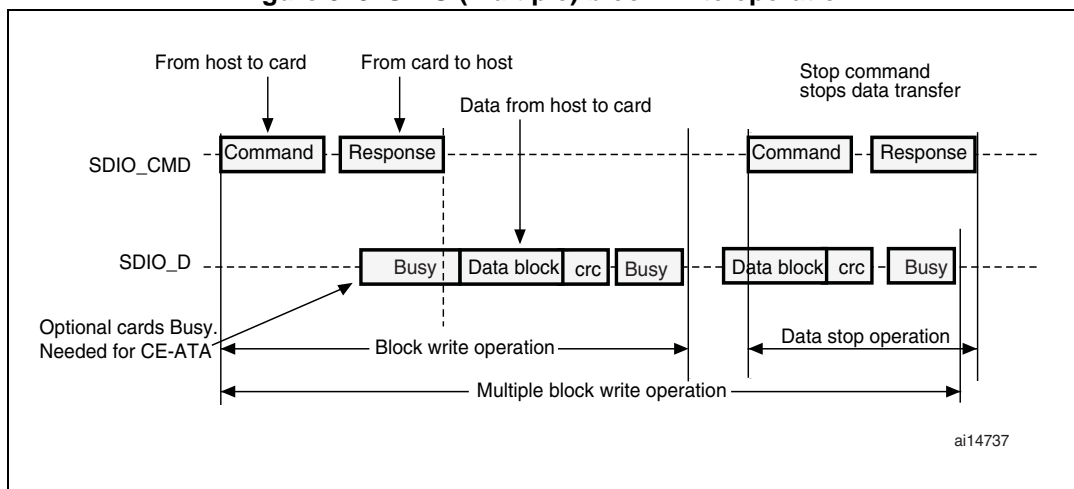 From host to card
From card to host
Stop command
stops data transfer
Data from host to card
SDIO_CMD
Command
Response
Command
Response
SDIO_D
Busy
Data block
crc
Busy
Data block
crc
Busy
Optional cards Busy.
Needed for CE-ATA
Block write operation
Data stop operation
Multiple block write operation
ai14737